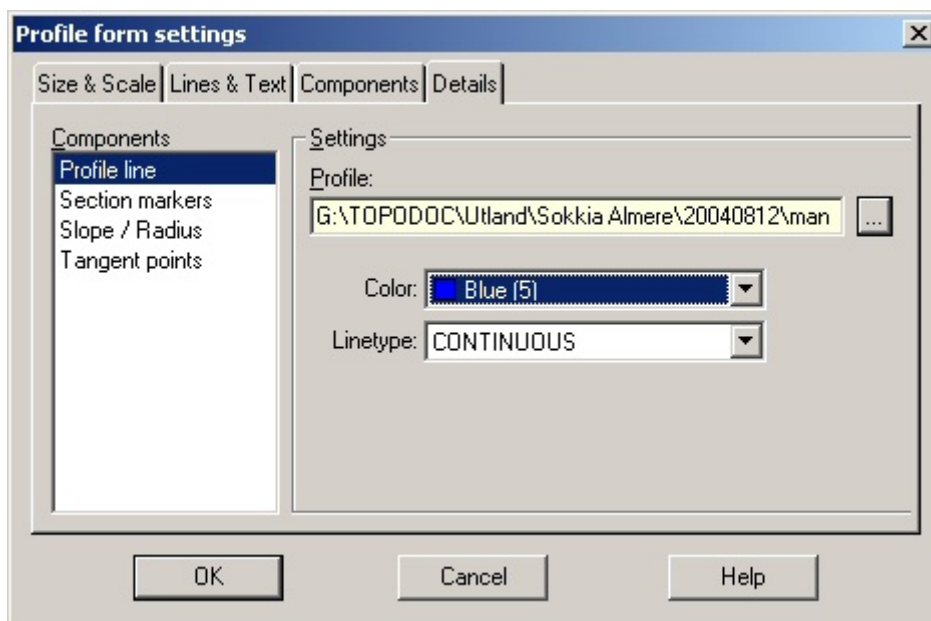 Profile form settings
Size & Scale Lines & Text Components Details
Components
Profile line
Section markers
Slope / Radius
Tangent points
Settings
Profile:
G:\TOPODOC\Utland\Sokkia Almere\20040812\man ...
Color: Blue (5)
Linetype: CONTINUOUS
OK Cancel Help